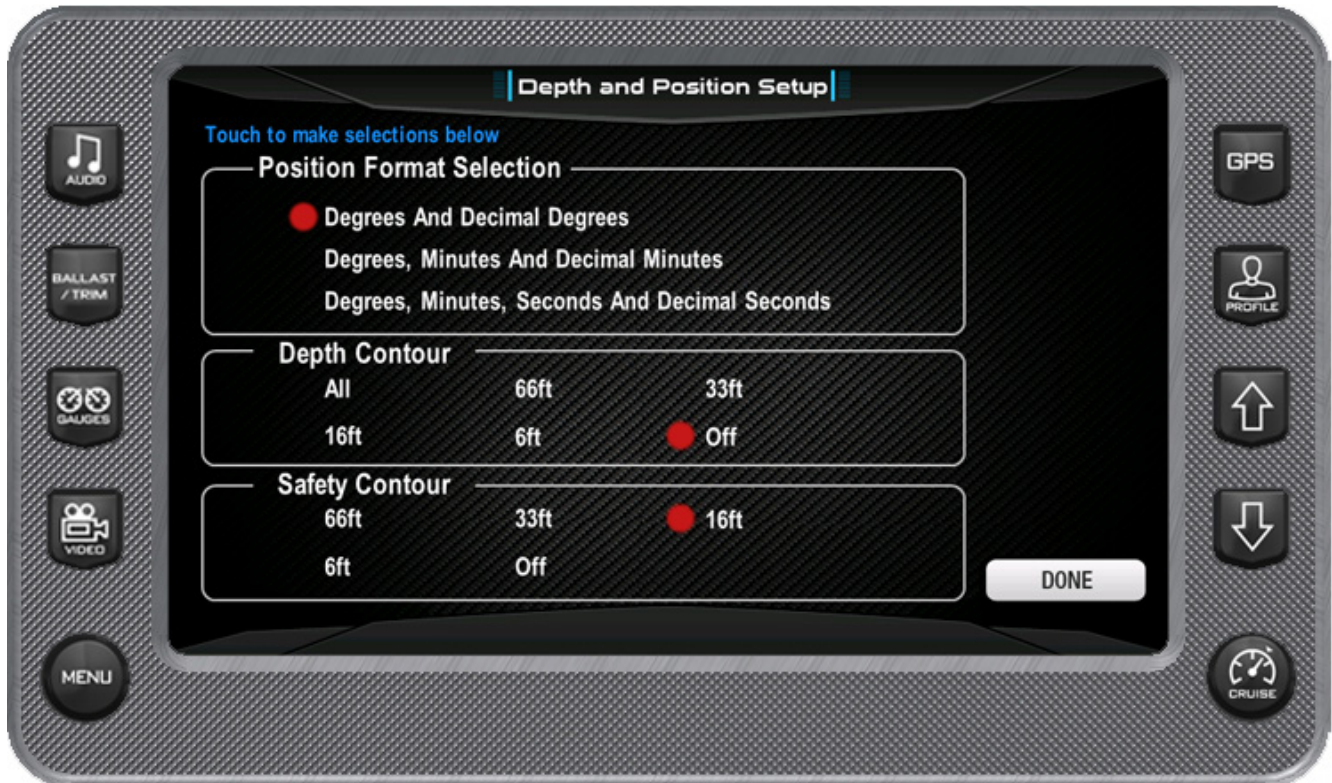 Depth and Position Setup
Touch to make selections below
Position Format Selection
Degrees And Decimal Degrees
Degrees, Minutes And Decimal Minutes
Degrees, Minutes, Seconds And Decimal Seconds
Depth Contour
All 66ft 33ft
16ft 6ft Off
Safety Contour
66ft 33ft 16ft
6ft Off
DONE
AUDIO
BALLAST
/ TRIM
GAUGES
VIDEO
MENU
GPS
PROFILE
CRUISE